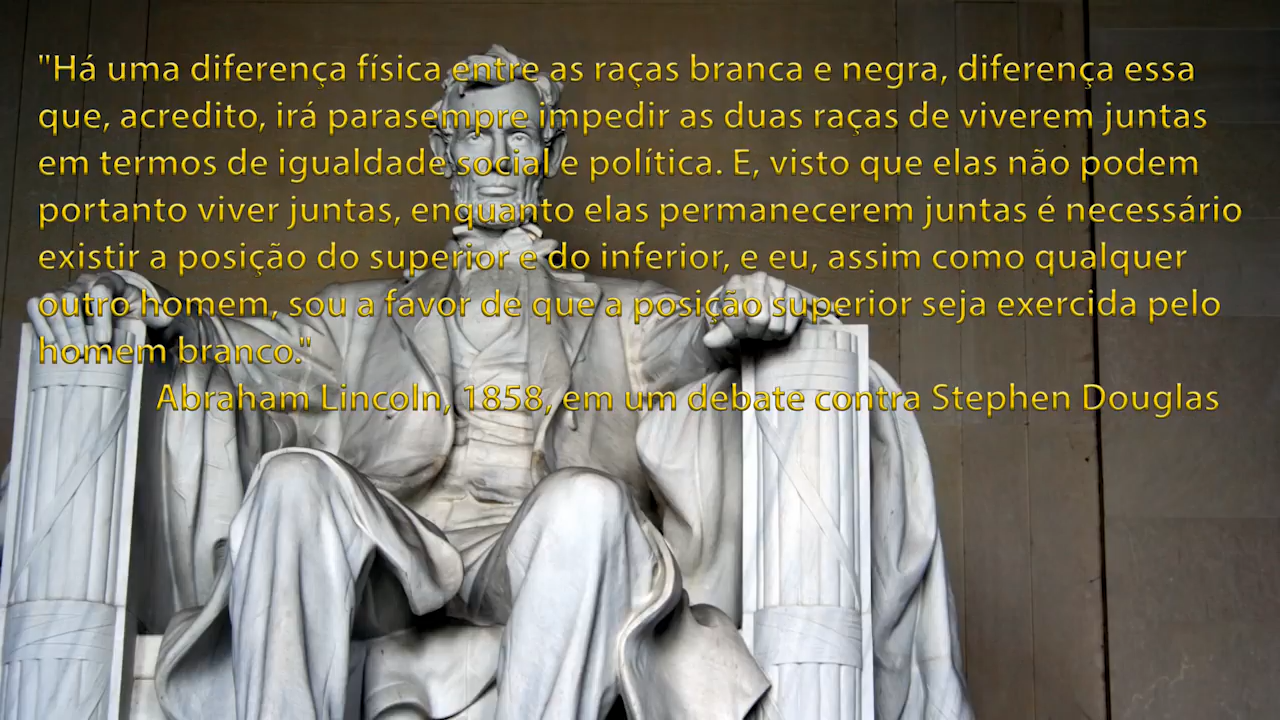 "Há uma diferença física entre as raças branca e negra, diferença essa
que, acredito, irá parasempre impedir as duas raças de viverem juntas
em termos de igualdade social e política. E, visto que elas não podem
portanto viver juntas, enquanto elas permanecerem juntas é necessário
existir a posição do superior e do inferior, e eu, assim como qualquer
outro homem, sou a favor de que a posição superior seja exercida pelo
homem branco."
Abraham Lincoln, 1858, em um debate contra Stephen Douglas